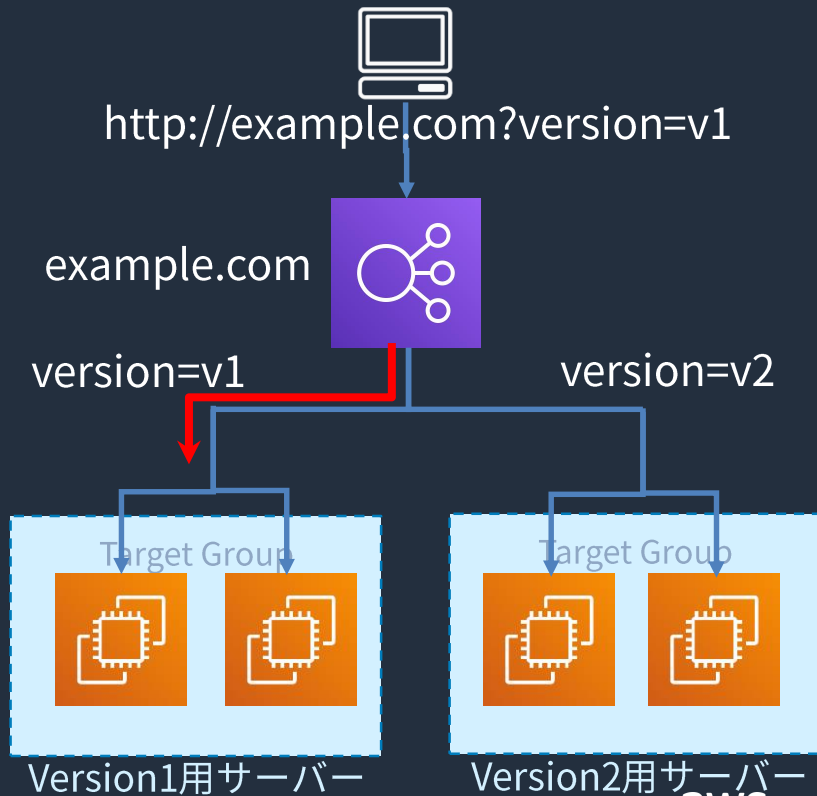 http://example.com?version=v1
example.com
version=v1
version=v2
Target Group
Target Group
Version1用サーバー
Version2用サーバー
aws